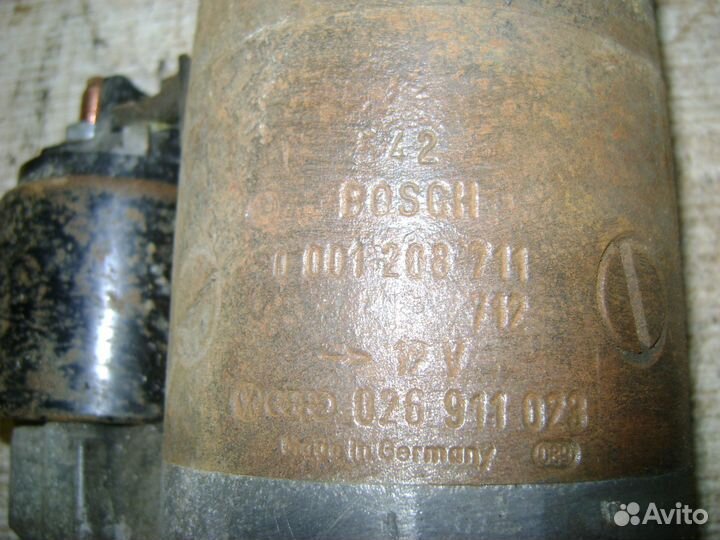 42
BOSCH
0 001 208 711
712
→ 12 V
026 911 023
Made in Germany
Avito